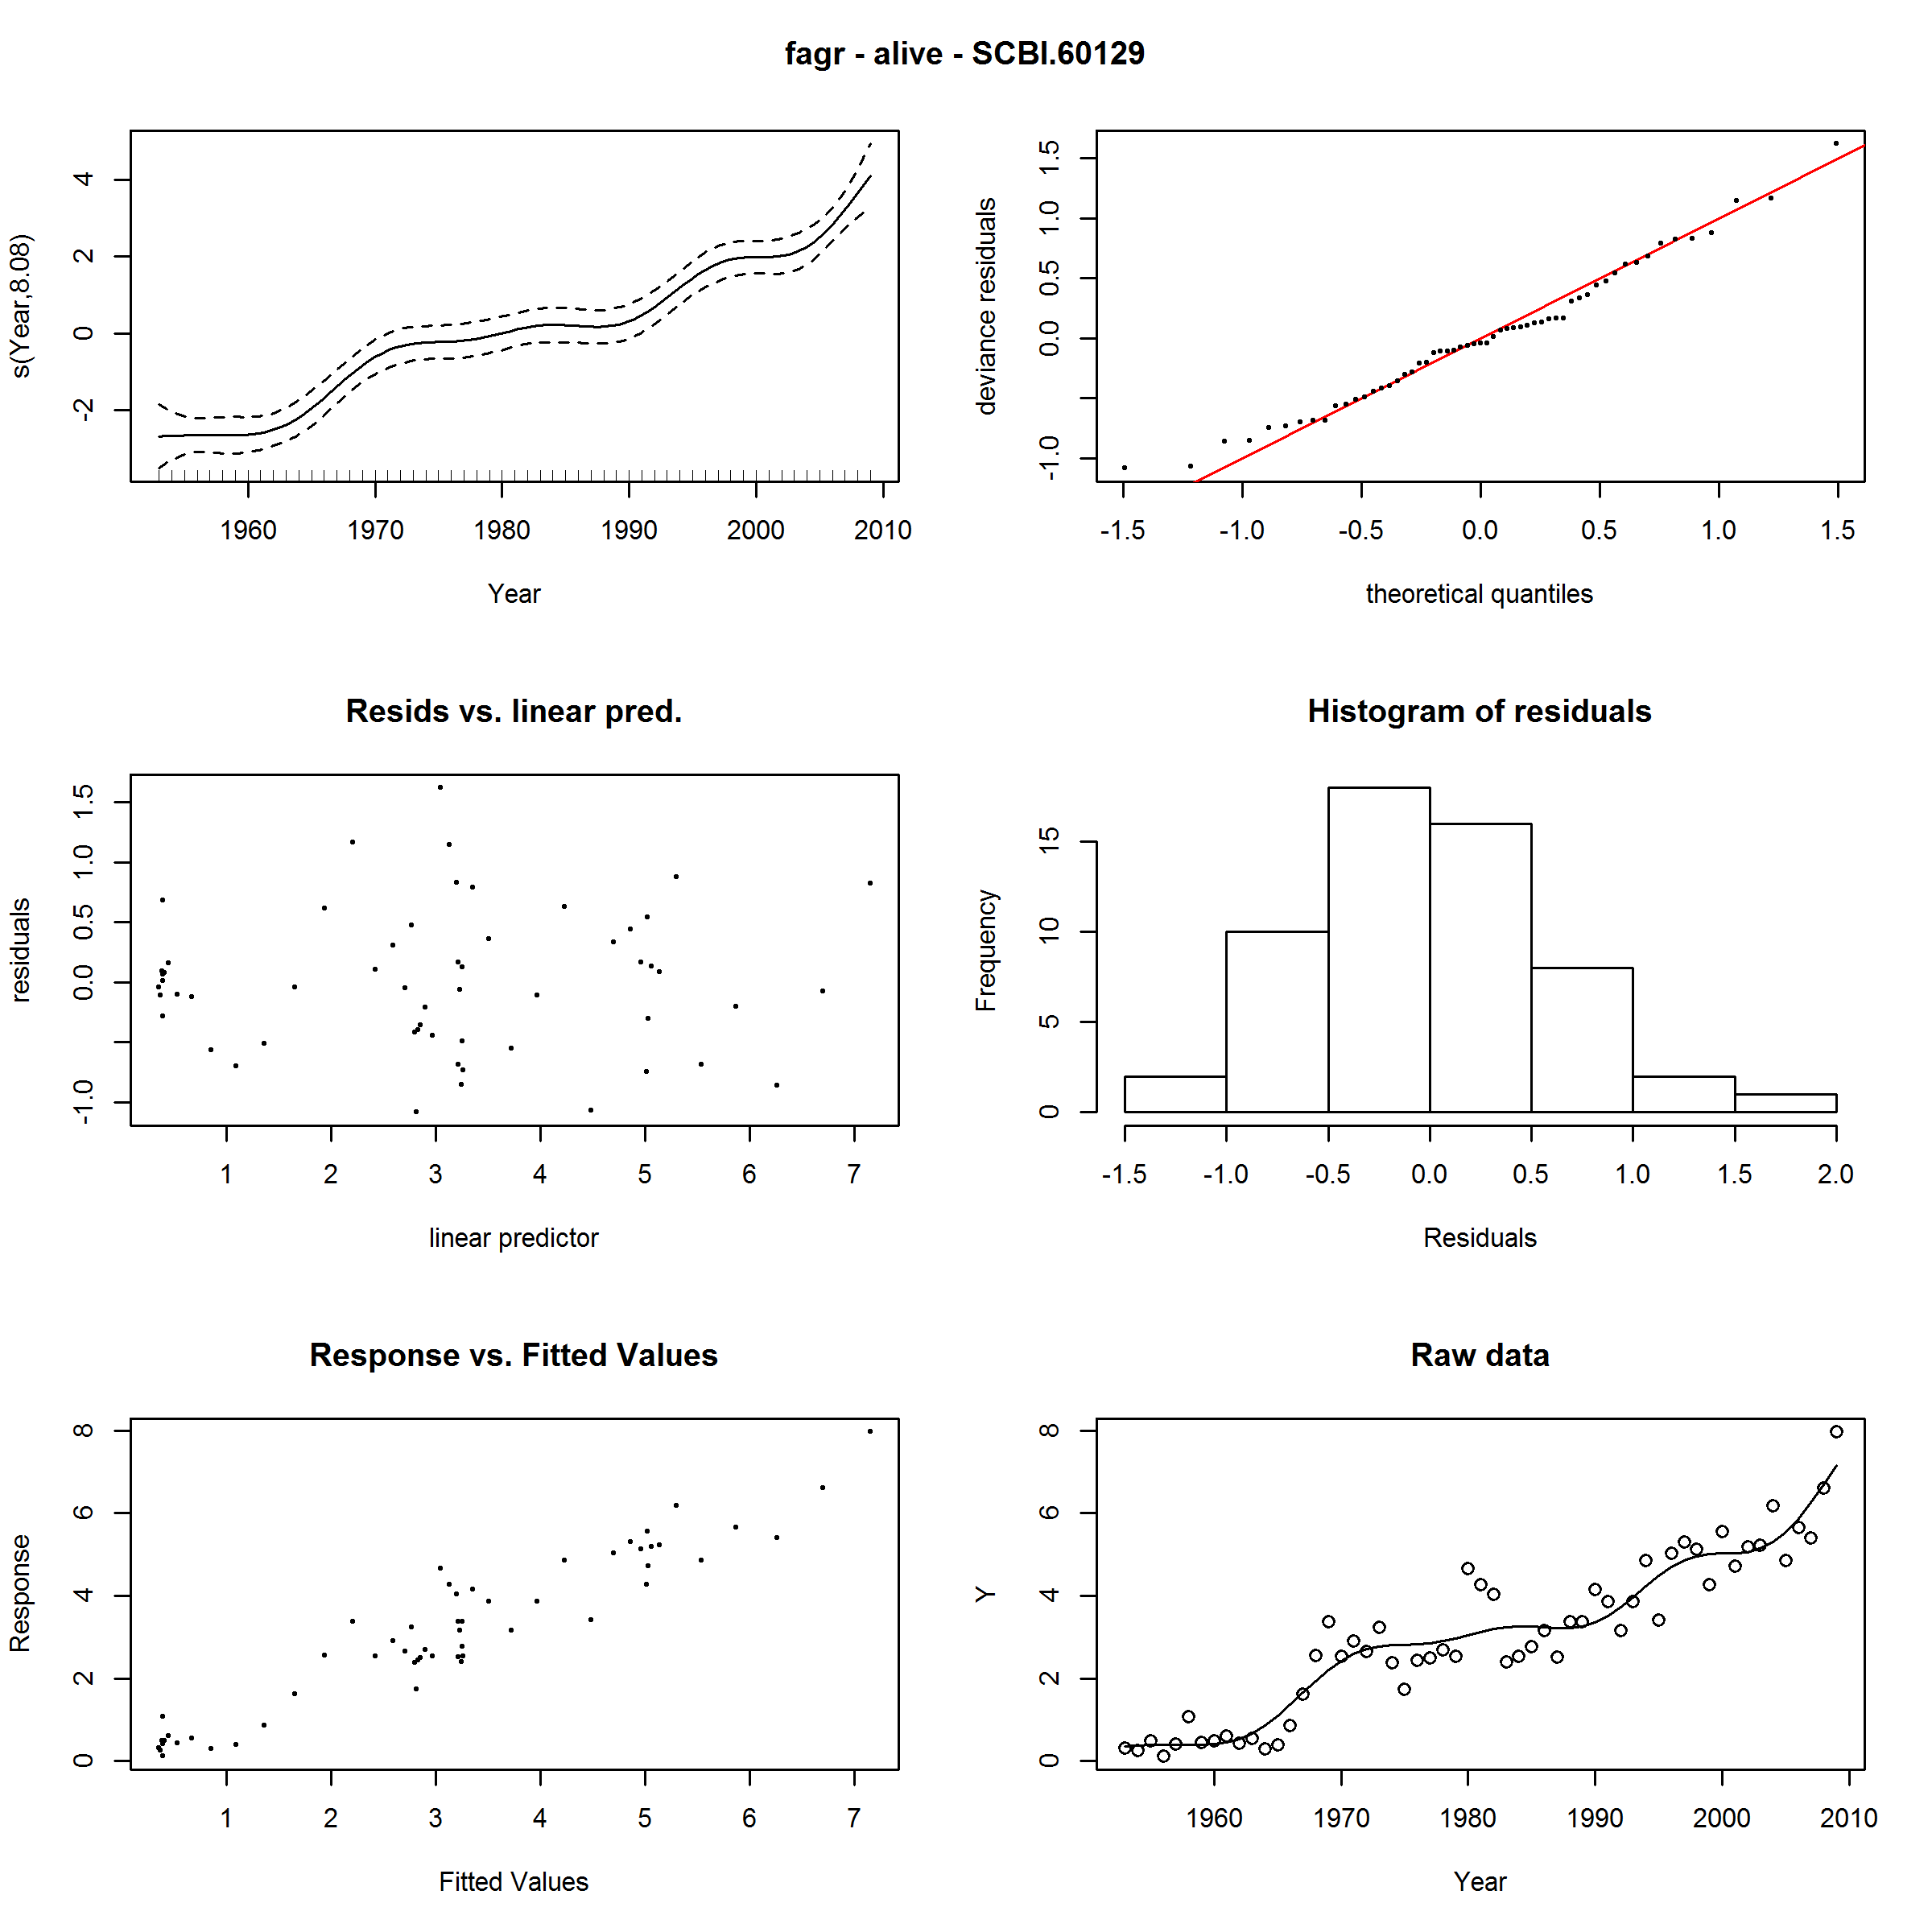 fagr - alive - SCBI.60129
s(Year,8.08)
4
2
0
-2
1960 1970 1980 1990 2000 2010
Year
deviance residuals
1.5
1.0
0.5
0.0
-1.0
-1.5 -1.0 -0.5 0.0 0.5 1.0 1.5
theoretical quantiles
Resids vs. linear pred.
residuals
1.5
1.0
0.5
0.0
-1.0
1 2 3 4 5 6 7
linear predictor
Histogram of residuals
Frequency
15
10
5
0
-1.5 -1.0 -0.5 0.0 0.5 1.0 1.5 2.0
Residuals
Response vs. Fitted Values
Response
8
6
4
2
0
1 2 3 4 5 6 7
Fitted Values
Raw data
Y
8
6
4
2
0
1960 1970 1980 1990 2000 2010
Year